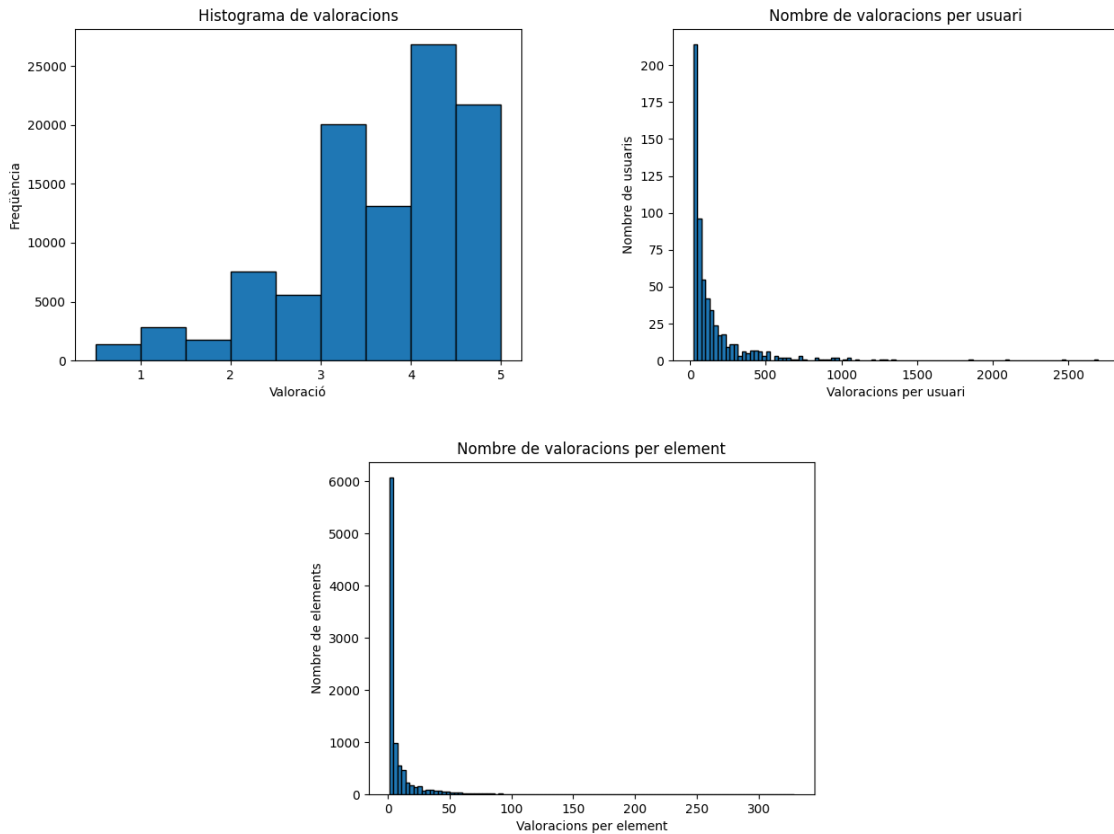 Histograma de valoracions
Freqüència
25000
20000
15000
10000
5000
0
1 2 3 4 5
Valoració
Nombre de valoracions per usuari
Nombre de usuaris
200
175
150
125
100
75
50
25
0
0 500 1000 1500 2000 2500
Valoracions per usuari
Nombre de valoracions per element
Nombre de elements
6000
5000
4000
3000
2000
1000
0
0 50 100 150 200 250 300
Valoracions per element